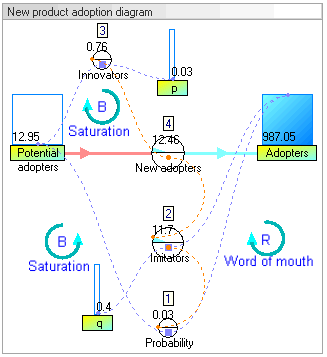 New product adoption diagram
3
0.76
Innovators
0.03
p
B
Saturation
12.95
Potential
adopters
4
12.46
New adopters
987.05
Adopters
2
11.7
Imitators
B
Saturation
R
Word of mouth
0.4
q
1
0.03
Probability